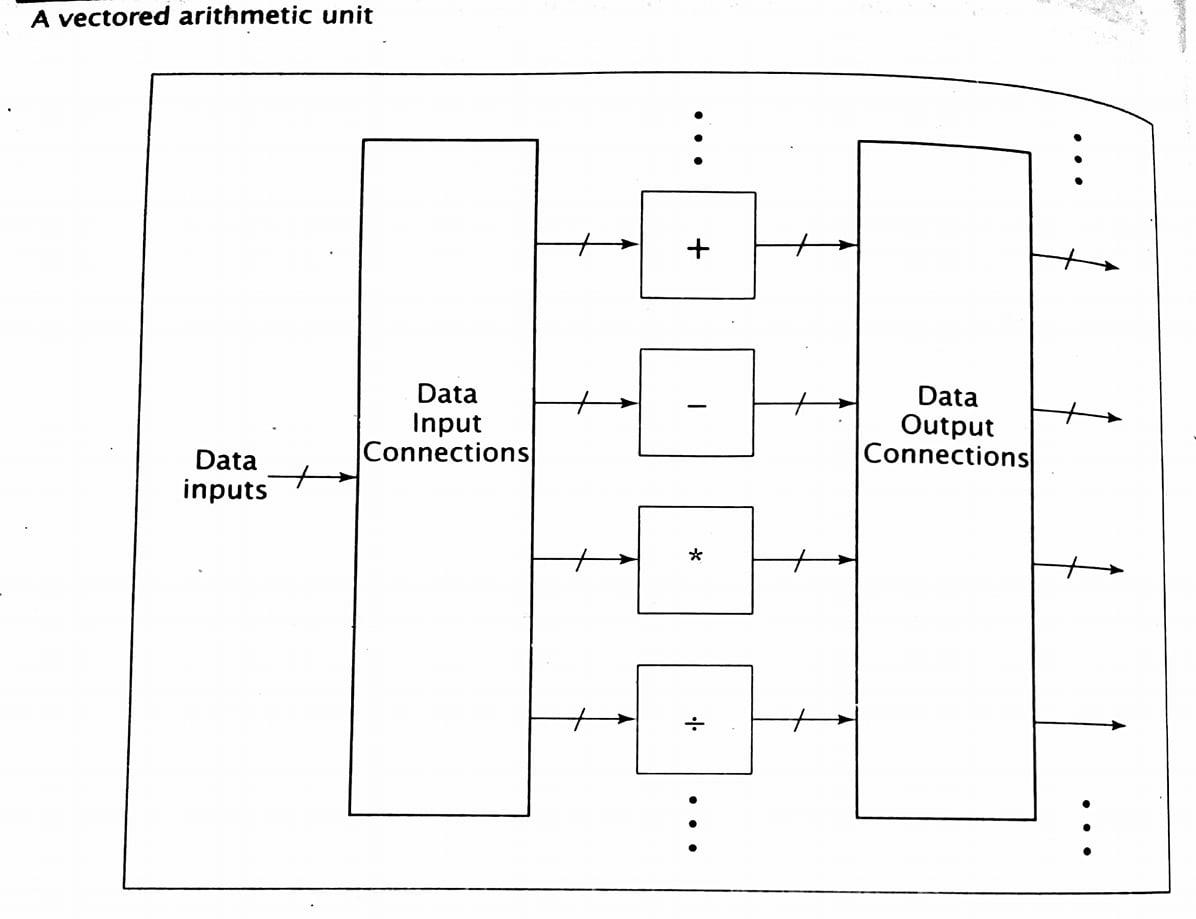 A vectored arithmetic unit
+
Data
Input
Connections
−
Data
Output
Connections
Data
inputs
*
÷